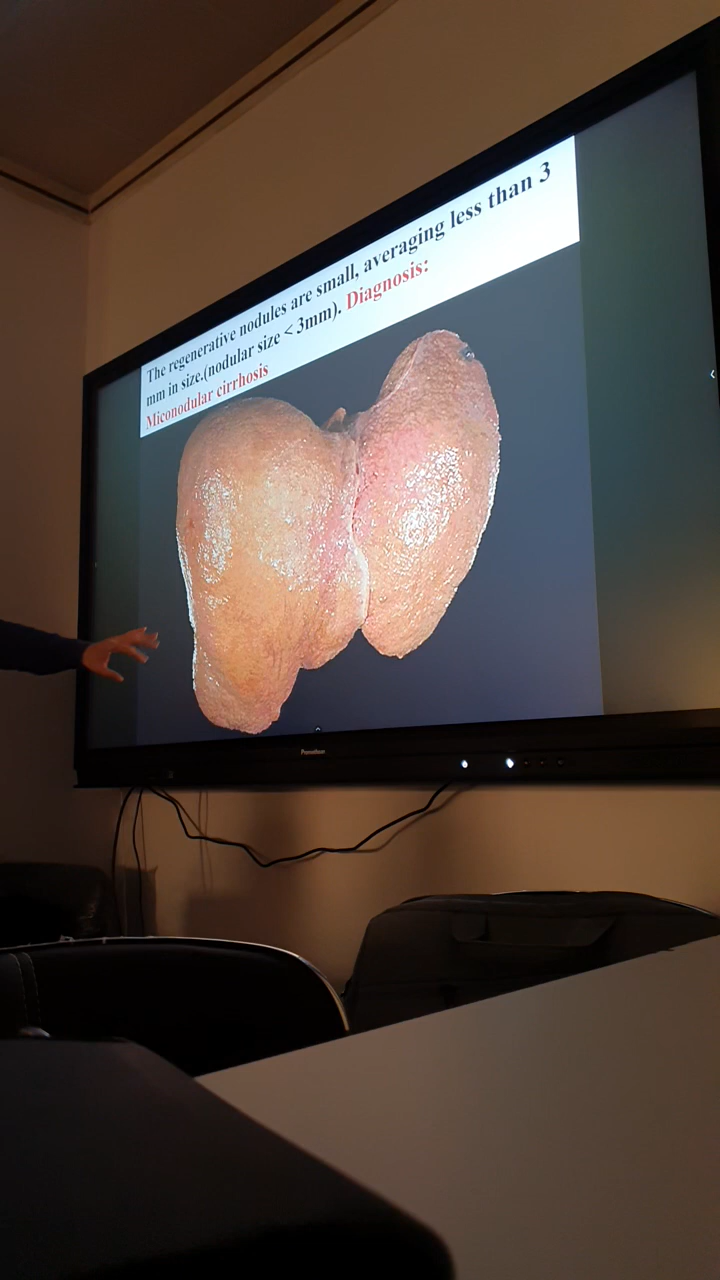 The regenerative nodules are small, averaging less than 3
mm in size.(nodular size < 3mm). Diagnosis:
Miconodular cirrhosis